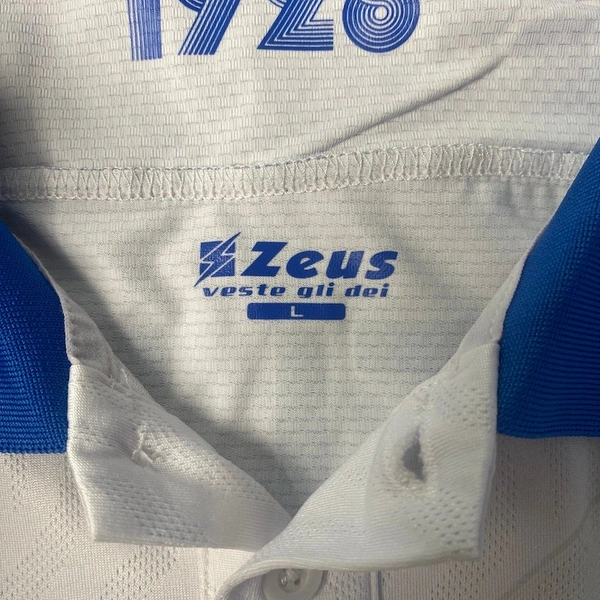 1928
Zeus
veste gli dei
L